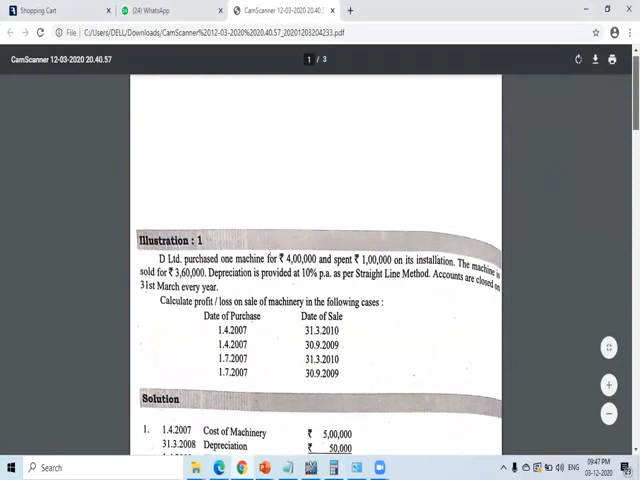 Shopping Cart
(24) WhatsApp
CamScanner 12-03-2020 20.40.5
File
C:/Users/DELL/Downloads/CamScanner%2012-03-2020%2020.40.57_20201203204233.pdf
CamScanner 12-03-2020 20.40.57
1 / 3
Illustration : 1
D Ltd. purchased one machine for ₹ 4,00,000 and spent ₹ 1,00,000 on its installation. The machine is
sold for ₹ 3,60,000. Depreciation is provided at 10% p.a. as per Straight Line Method. Accounts are closed on
31st March every year.
Calculate profit / loss on sale of machinery in the following cases :
Date of Purchase Date of Sale
1.4.2007 31.3.2010
1.4.2007 30.9.2009
1.7.2007 31.3.2010
1.7.2007 30.9.2009
Solution
1. 1.4.2007 Cost of Machinery ₹ 5,00,000
31.3.2008 Depreciation ₹ 50,000
Search
ENG
09:47 PM
03-12-2020